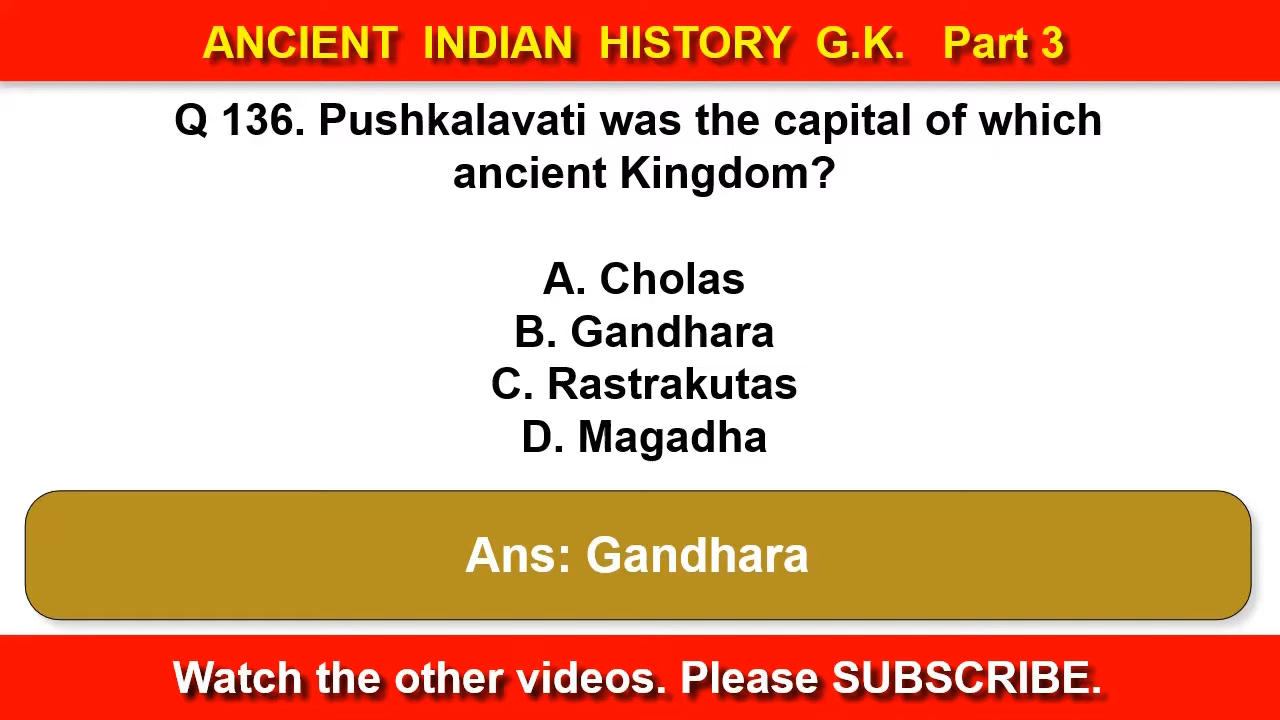 ANCIENT INDIAN HISTORY G.K. Part 3
Q 136. Pushkalavati was the capital of which
ancient Kingdom?
A. Cholas
B. Gandhara
C. Rastrakutas
D. Magadha
Ans: Gandhara
Watch the other videos. Please SUBSCRIBE.